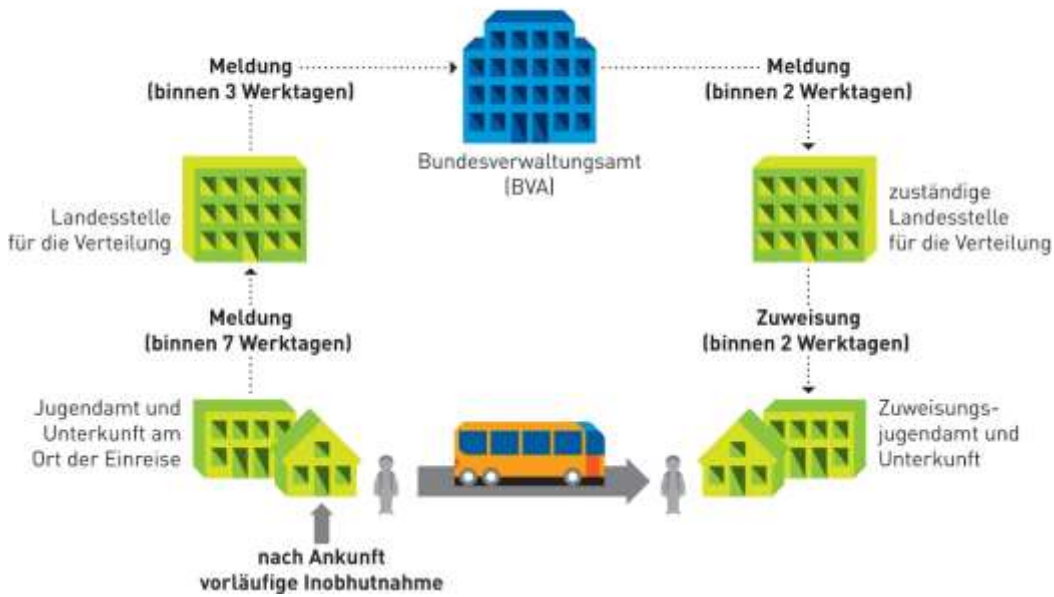 Meldung
(binnen 3 Werktagen)
Bundesverwaltungsamt
(BVA)
Meldung
(binnen 2 Werktagen)
Landesstelle
für die Verteilung
zuständige
Landesstelle
für die Verteilung
Meldung
(binnen 7 Werktagen)
Zuweisung
(binnen 2 Werktagen)
Jugendamt und
Unterkunft am
Ort der Einreise
Zuweisungs-
jugendamt und
Unterkunft
nach Ankunft
vorläufige Inobhutnahme